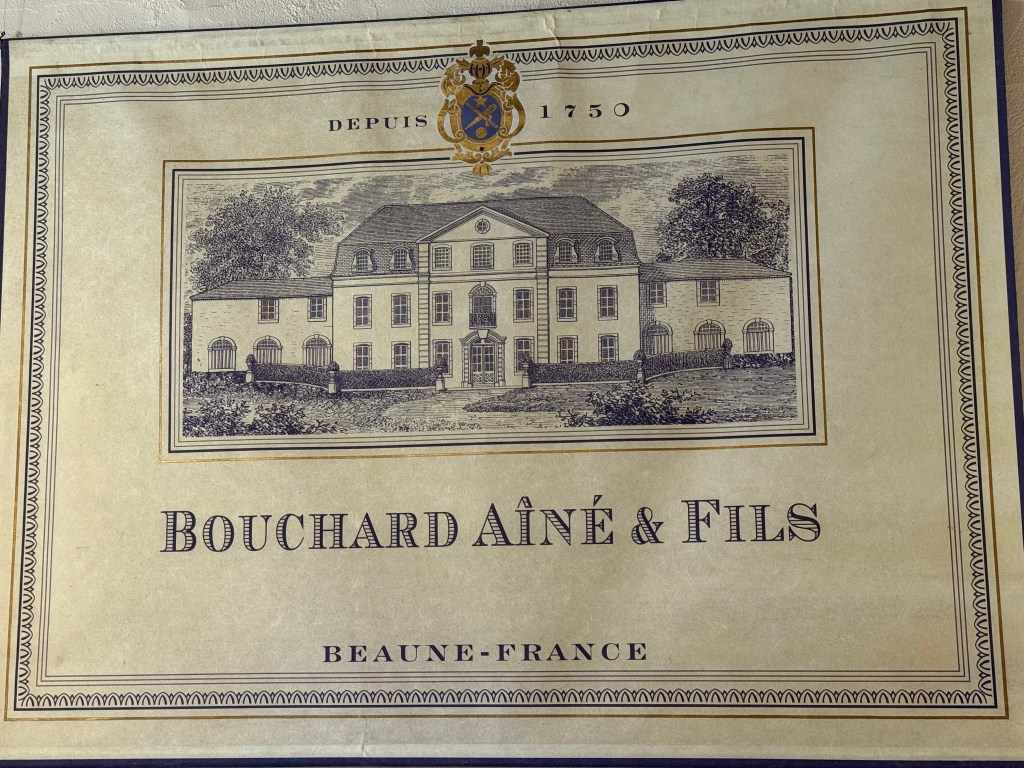 DEPUIS 1750
BOUCHARD AÎNÉ & FILS
BEAUNE-FRANCE